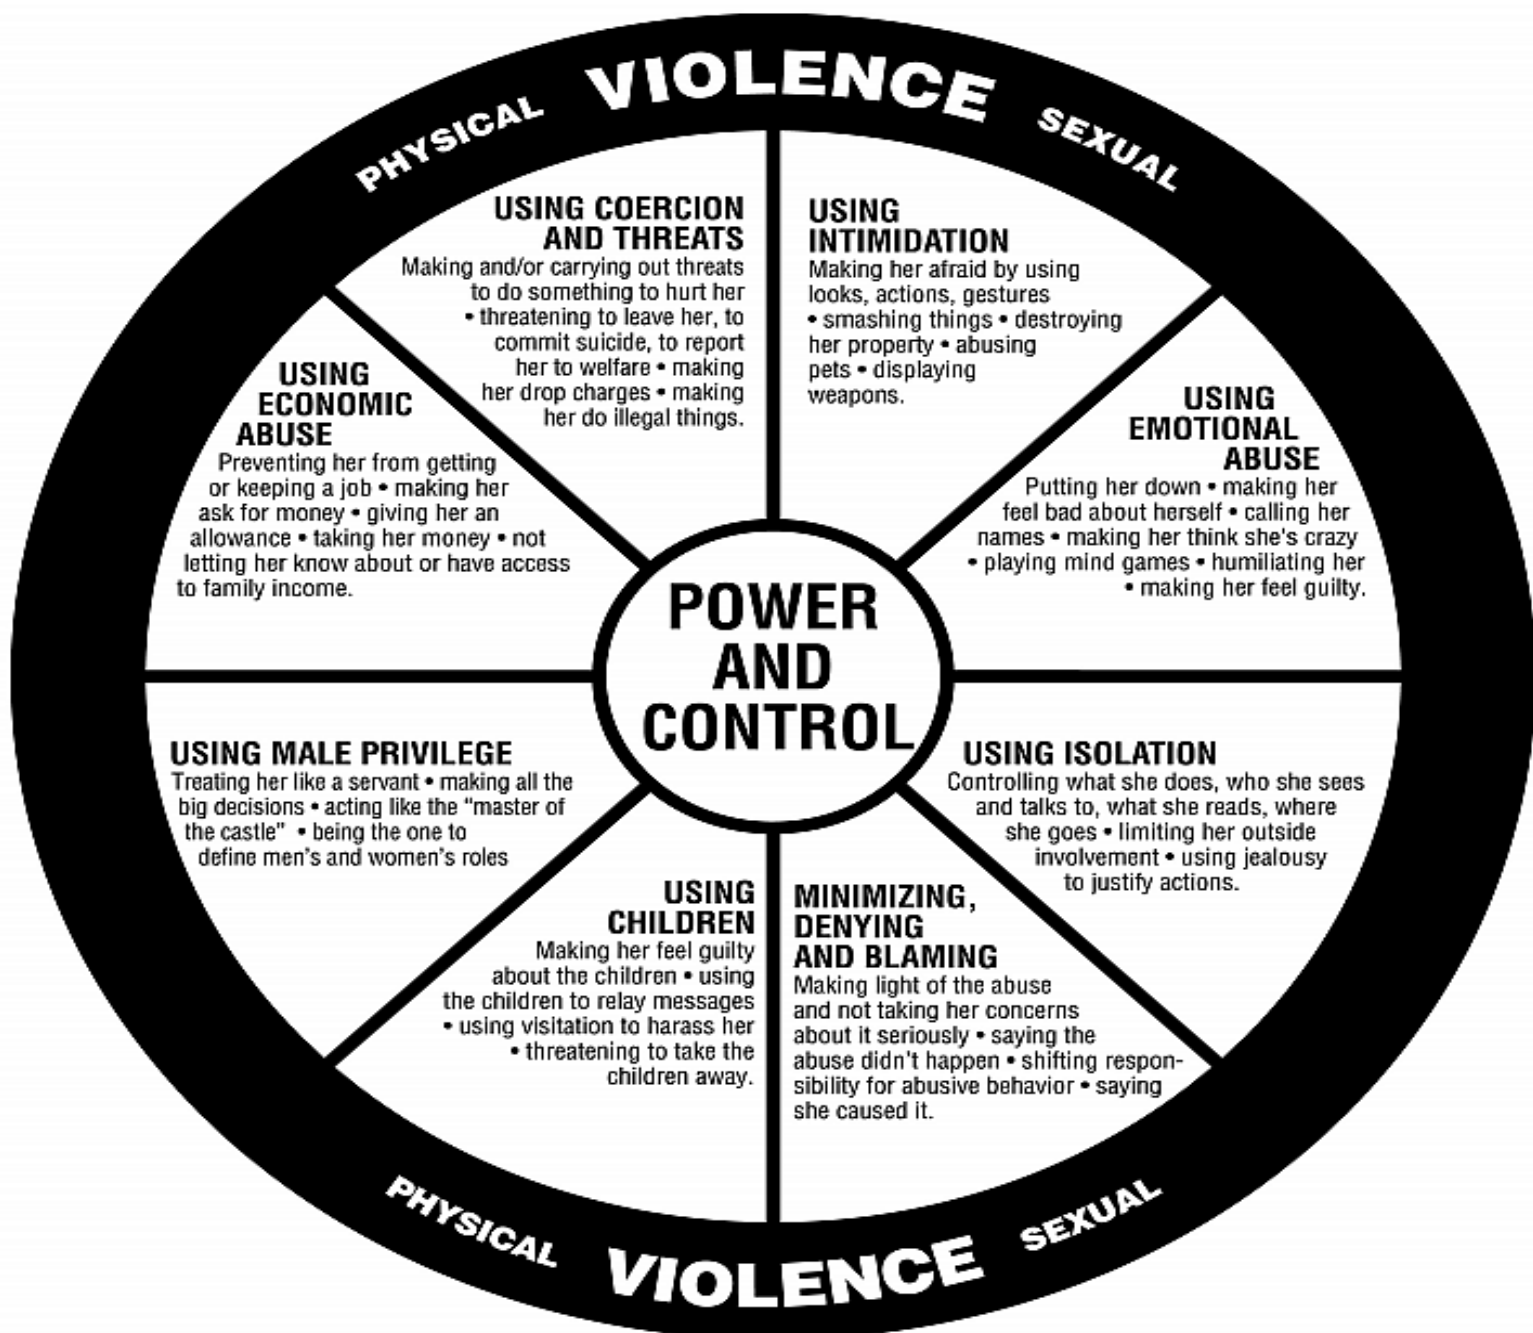 PHYSICAL VIOLENCE SEXUAL
USING COERCION
AND THREATS
Making and/or carrying out threats
to do something to hurt her
• threatening to leave her, to
commit suicide, to report
her to welfare • making
her drop charges • making
her do illegal things.
USING
INTIMIDATION
Making her afraid by using
looks, actions, gestures
• smashing things • destroying
her property • abusing
pets • displaying
weapons.
USING
ECONOMIC
ABUSE
Preventing her from getting
or keeping a job • making her
ask for money • giving her an
allowance • taking her money • not
letting her know about or have access
to family income.
USING
EMOTIONAL
ABUSE
Putting her down • making her
feel bad about herself • calling her
names • making her think she's crazy
• playing mind games • humiliating her
• making her feel guilty.
POWER
AND
CONTROL
USING MALE PRIVILEGE
Treating her like a servant • making all the
big decisions • acting like the “master of
the castle” • being the one to
define men’s and women’s roles
USING ISOLATION
Controlling what she does, who she sees
and talks to, what she reads, where
she goes • limiting her outside
involvement • using jealousy
to justify actions.
USING
CHILDREN
Making her feel guilty
about the children • using
the children to relay messages
• using visitation to harass her
• threatening to take the
children away.
MINIMIZING,
DENYING
AND BLAMING
Making light of the abuse
and not taking her concerns
about it seriously • saying the
abuse didn't happen • shifting respon-
sibility for abusive behavior • saying
she caused it.
PHYSICAL VIOLENCE SEXUAL